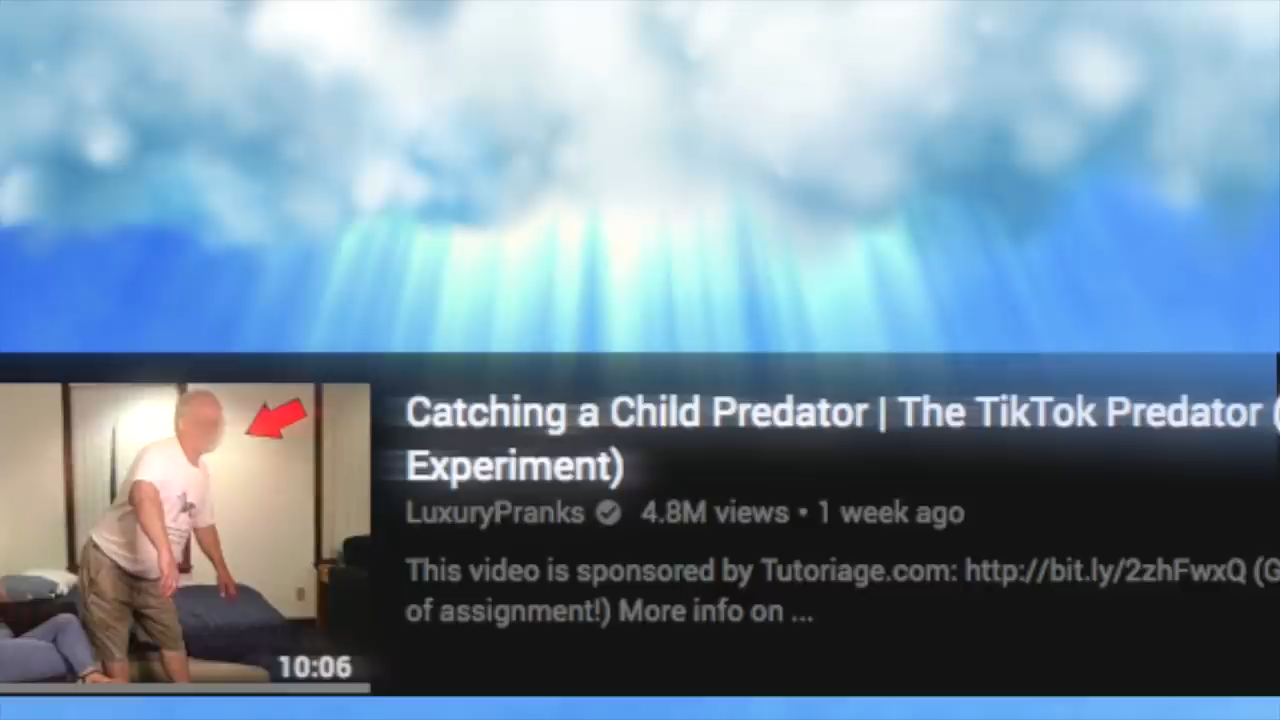 Catching a Child Predator | The TikTok Predator (
Experiment)
LuxuryPranks 4.8M views • 1 week ago
This video is sponsored by Tutoriage.com: http://bit.ly/2zhFwxQ (G
of assignment!) More info on ...
10:06